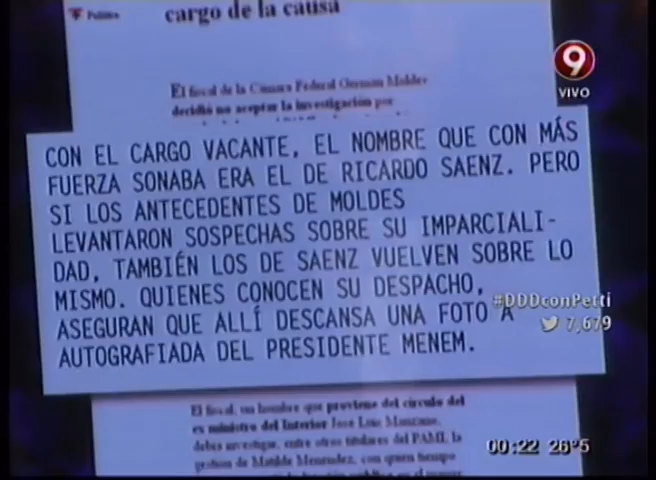 Política
cargo de la causa
9
VIVO
El fiscal de la Cámara Federal German Moldes
decidió no aceptar la investigación por
CON EL CARGO VACANTE, EL NOMBRE QUE CON MÁS
FUERZA SONABA ERA EL DE RICARDO SAENZ. PERO
SI LOS ANTECEDENTES DE MOLDES
LEVANTARON SOSPECHAS SOBRE SU IMPARCIALI-
DAD, TAMBIÉN LOS DE SAENZ VUELVEN SOBRE LO
MISMO. QUIENES CONOCEN SU DESPACHO,
ASEGURAN QUE ALLÍ DESCANSA UNA FOTO A
AUTOGRAFIADA DEL PRESIDENTE MENEM.
#DDDconPetti
7,679
El fiscal, un hombre que proviene del círculo del
ex ministro del Interior José Luis Manzano,
debía investigar, entre otros titulares del PAMI, la
gestión de Matilde Menéndez, con quien tiempo
00:22 26°5